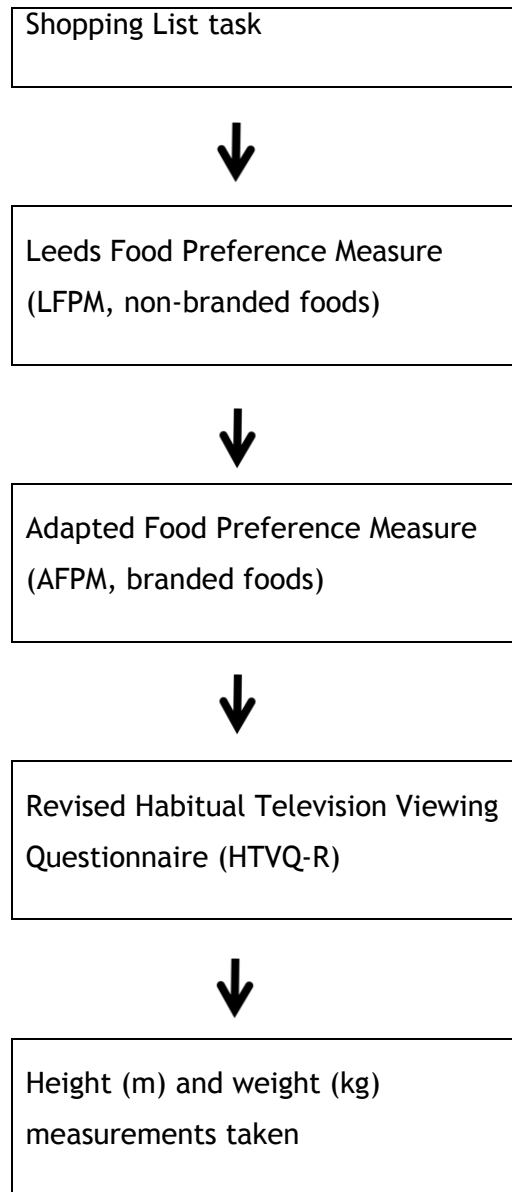 Shopping List task
Leeds Food Preference Measure
(LFPM, non-branded foods)
Adapted Food Preference Measure
(AFPM, branded foods)
Revised Habitual Television Viewing
Questionnaire (HTVQ-R)
Height (m) and weight (kg)
measurements taken